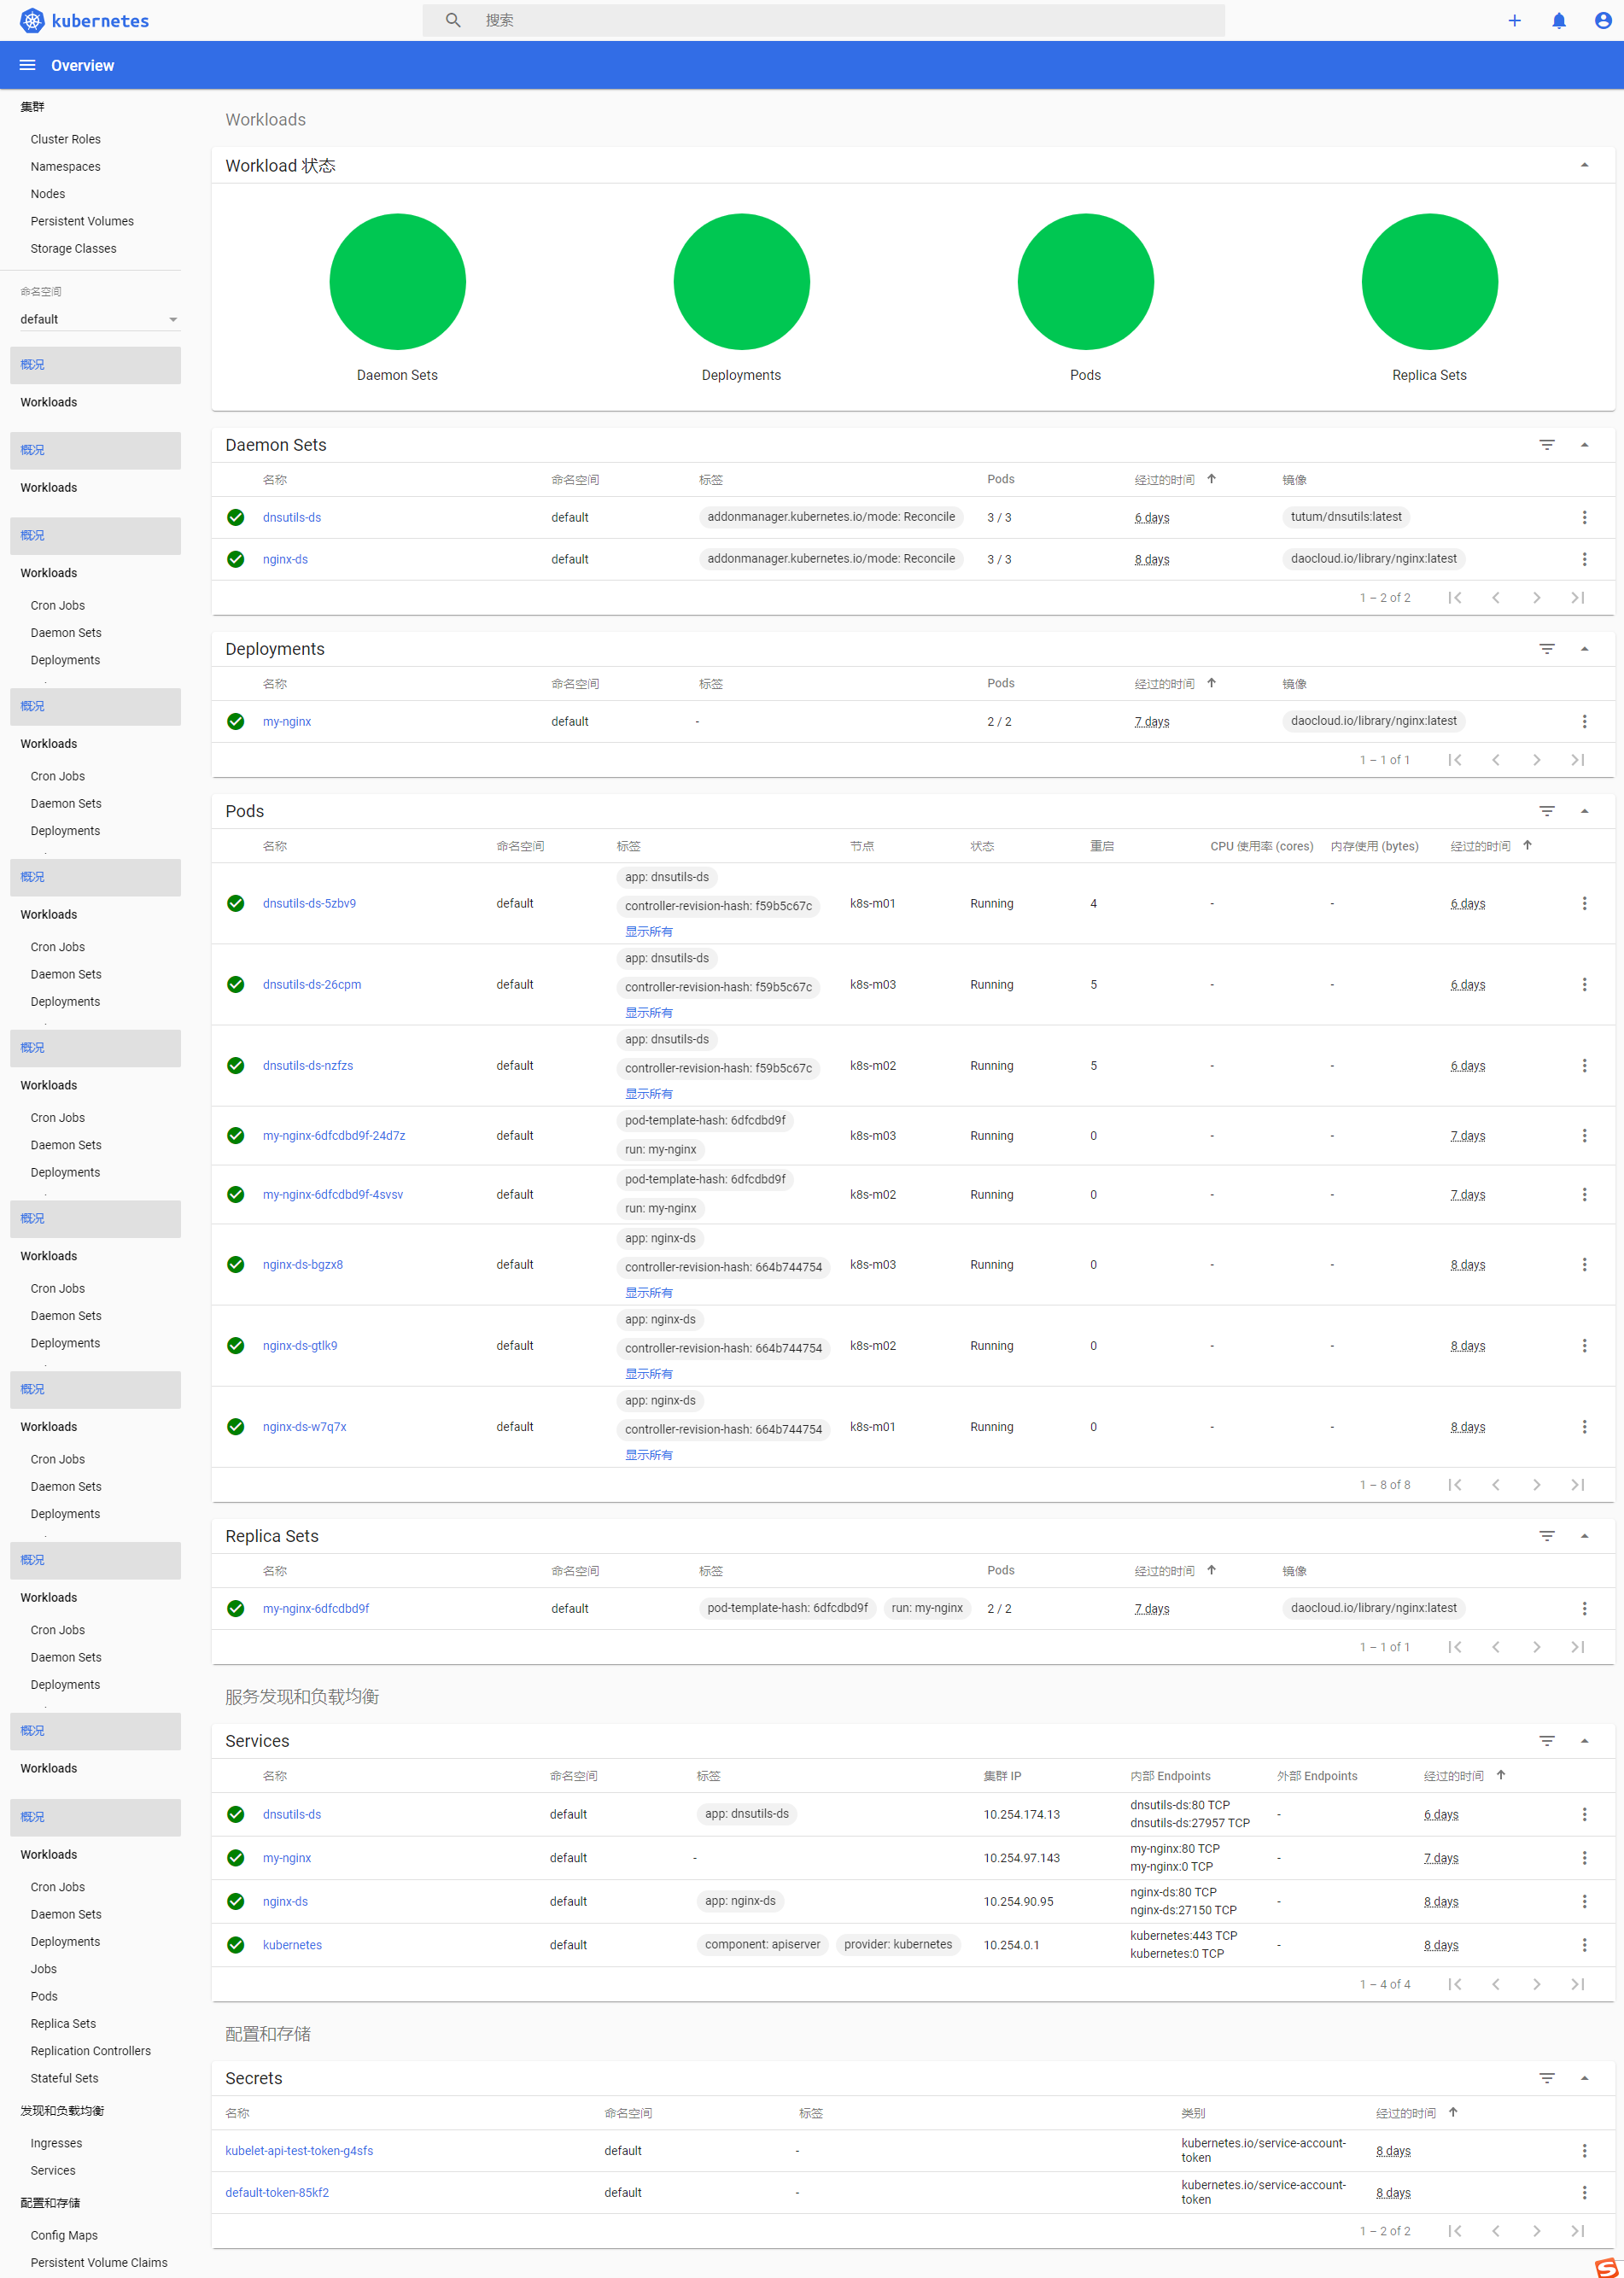 kubernetes
搜索
Overview
集群
Cluster Roles
Namespaces
Nodes
Persistent Volumes
Storage Classes
命名空间
default
概况
Workloads
概况
Workloads
概况
Workloads
Cron Jobs
Daemon Sets
Deployments
概况
Workloads
Cron Jobs
Daemon Sets
Deployments
概况
Workloads
Cron Jobs
Daemon Sets
Deployments
概况
Workloads
Cron Jobs
Daemon Sets
Deployments
概况
Workloads
Cron Jobs
Daemon Sets
Deployments
概况
Workloads
Cron Jobs
Daemon Sets
Deployments
概况
Workloads
Cron Jobs
Daemon Sets
Deployments
概况
Workloads
概况
Workloads
Cron Jobs
Daemon Sets
Deployments
Jobs
Pods
Replica Sets
Replication Controllers
Stateful Sets
发现和负载均衡
Ingresses
Services
配置和存储
Config Maps
Persistent Volume Claims
Workloads
Workload 状态
Daemon Sets Deployments Pods Replica Sets
Daemon Sets
名称 命名空间 标签 Pods 经过的时间 镜像
dnsutils-ds default addonmanager.kubernetes.io/mode: Reconcile 3 / 3 6 days tutum/dnsutils:latest
nginx-ds default addonmanager.kubernetes.io/mode: Reconcile 3 / 3 8 days daocloud.io/library/nginx:latest
1 – 2 of 2
Deployments
名称 命名空间 标签 Pods 经过的时间 镜像
my-nginx default - 2 / 2 7 days daocloud.io/library/nginx:latest
1 – 1 of 1
Pods
名称 命名空间 标签 节点 状态 重启 CPU 使用率 (cores) 内存使用 (bytes) 经过的时间
app: dnsutils-ds
dnsutils-ds-5zbv9 default controller-revision-hash: f59b5c67c k8s-m01 Running 4 - - 6 days
显示所有
app: dnsutils-ds
dnsutils-ds-26cpm default controller-revision-hash: f59b5c67c k8s-m03 Running 5 - - 6 days
显示所有
app: dnsutils-ds
dnsutils-ds-nzfzs default controller-revision-hash: f59b5c67c k8s-m02 Running 5 - - 6 days
显示所有
pod-template-hash: 6dfcdbd9f
my-nginx-6dfcdbd9f-24d7z default k8s-m03 Running 0 - - 7 days
run: my-nginx
pod-template-hash: 6dfcdbd9f
my-nginx-6dfcdbd9f-4svsv default k8s-m02 Running 0 - - 7 days
run: my-nginx
app: nginx-ds
nginx-ds-bgzx8 default controller-revision-hash: 664b744754 k8s-m03 Running 0 - - 8 days
显示所有
app: nginx-ds
nginx-ds-gtlk9 default controller-revision-hash: 664b744754 k8s-m02 Running 0 - - 8 days
显示所有
app: nginx-ds
nginx-ds-w7q7x default controller-revision-hash: 664b744754 k8s-m01 Running 0 - - 8 days
显示所有
1 – 8 of 8
Replica Sets
名称 命名空间 标签 Pods 经过的时间 镜像
my-nginx-6dfcdbd9f default pod-template-hash: 6dfcdbd9f run: my-nginx 2 / 2 7 days daocloud.io/library/nginx:latest
1 – 1 of 1
服务发现和负载均衡
Services
名称 命名空间 标签 集群 IP 内部 Endpoints 外部 Endpoints 经过的时间
dnsutils-ds default app: dnsutils-ds 10.254.174.13 dnsutils-ds:80 TCP - 6 days
dnsutils-ds:27957 TCP
my-nginx default - 10.254.97.143 my-nginx:80 TCP - 7 days
my-nginx:0 TCP
nginx-ds default app: nginx-ds 10.254.90.95 nginx-ds:80 TCP - 8 days
nginx-ds:27150 TCP
kubernetes default component: apiserver provider: kubernetes 10.254.0.1 kubernetes:443 TCP - 8 days
kubernetes:0 TCP
1 – 4 of 4
配置和存储
Secrets
名称 命名空间 标签 类别 经过的时间
kubelet-api-test-token-g4sfs default - kubernetes.io/service-account-token 8 days
default-token-85kf2 default - kubernetes.io/service-account-token 8 days
1 – 2 of 2